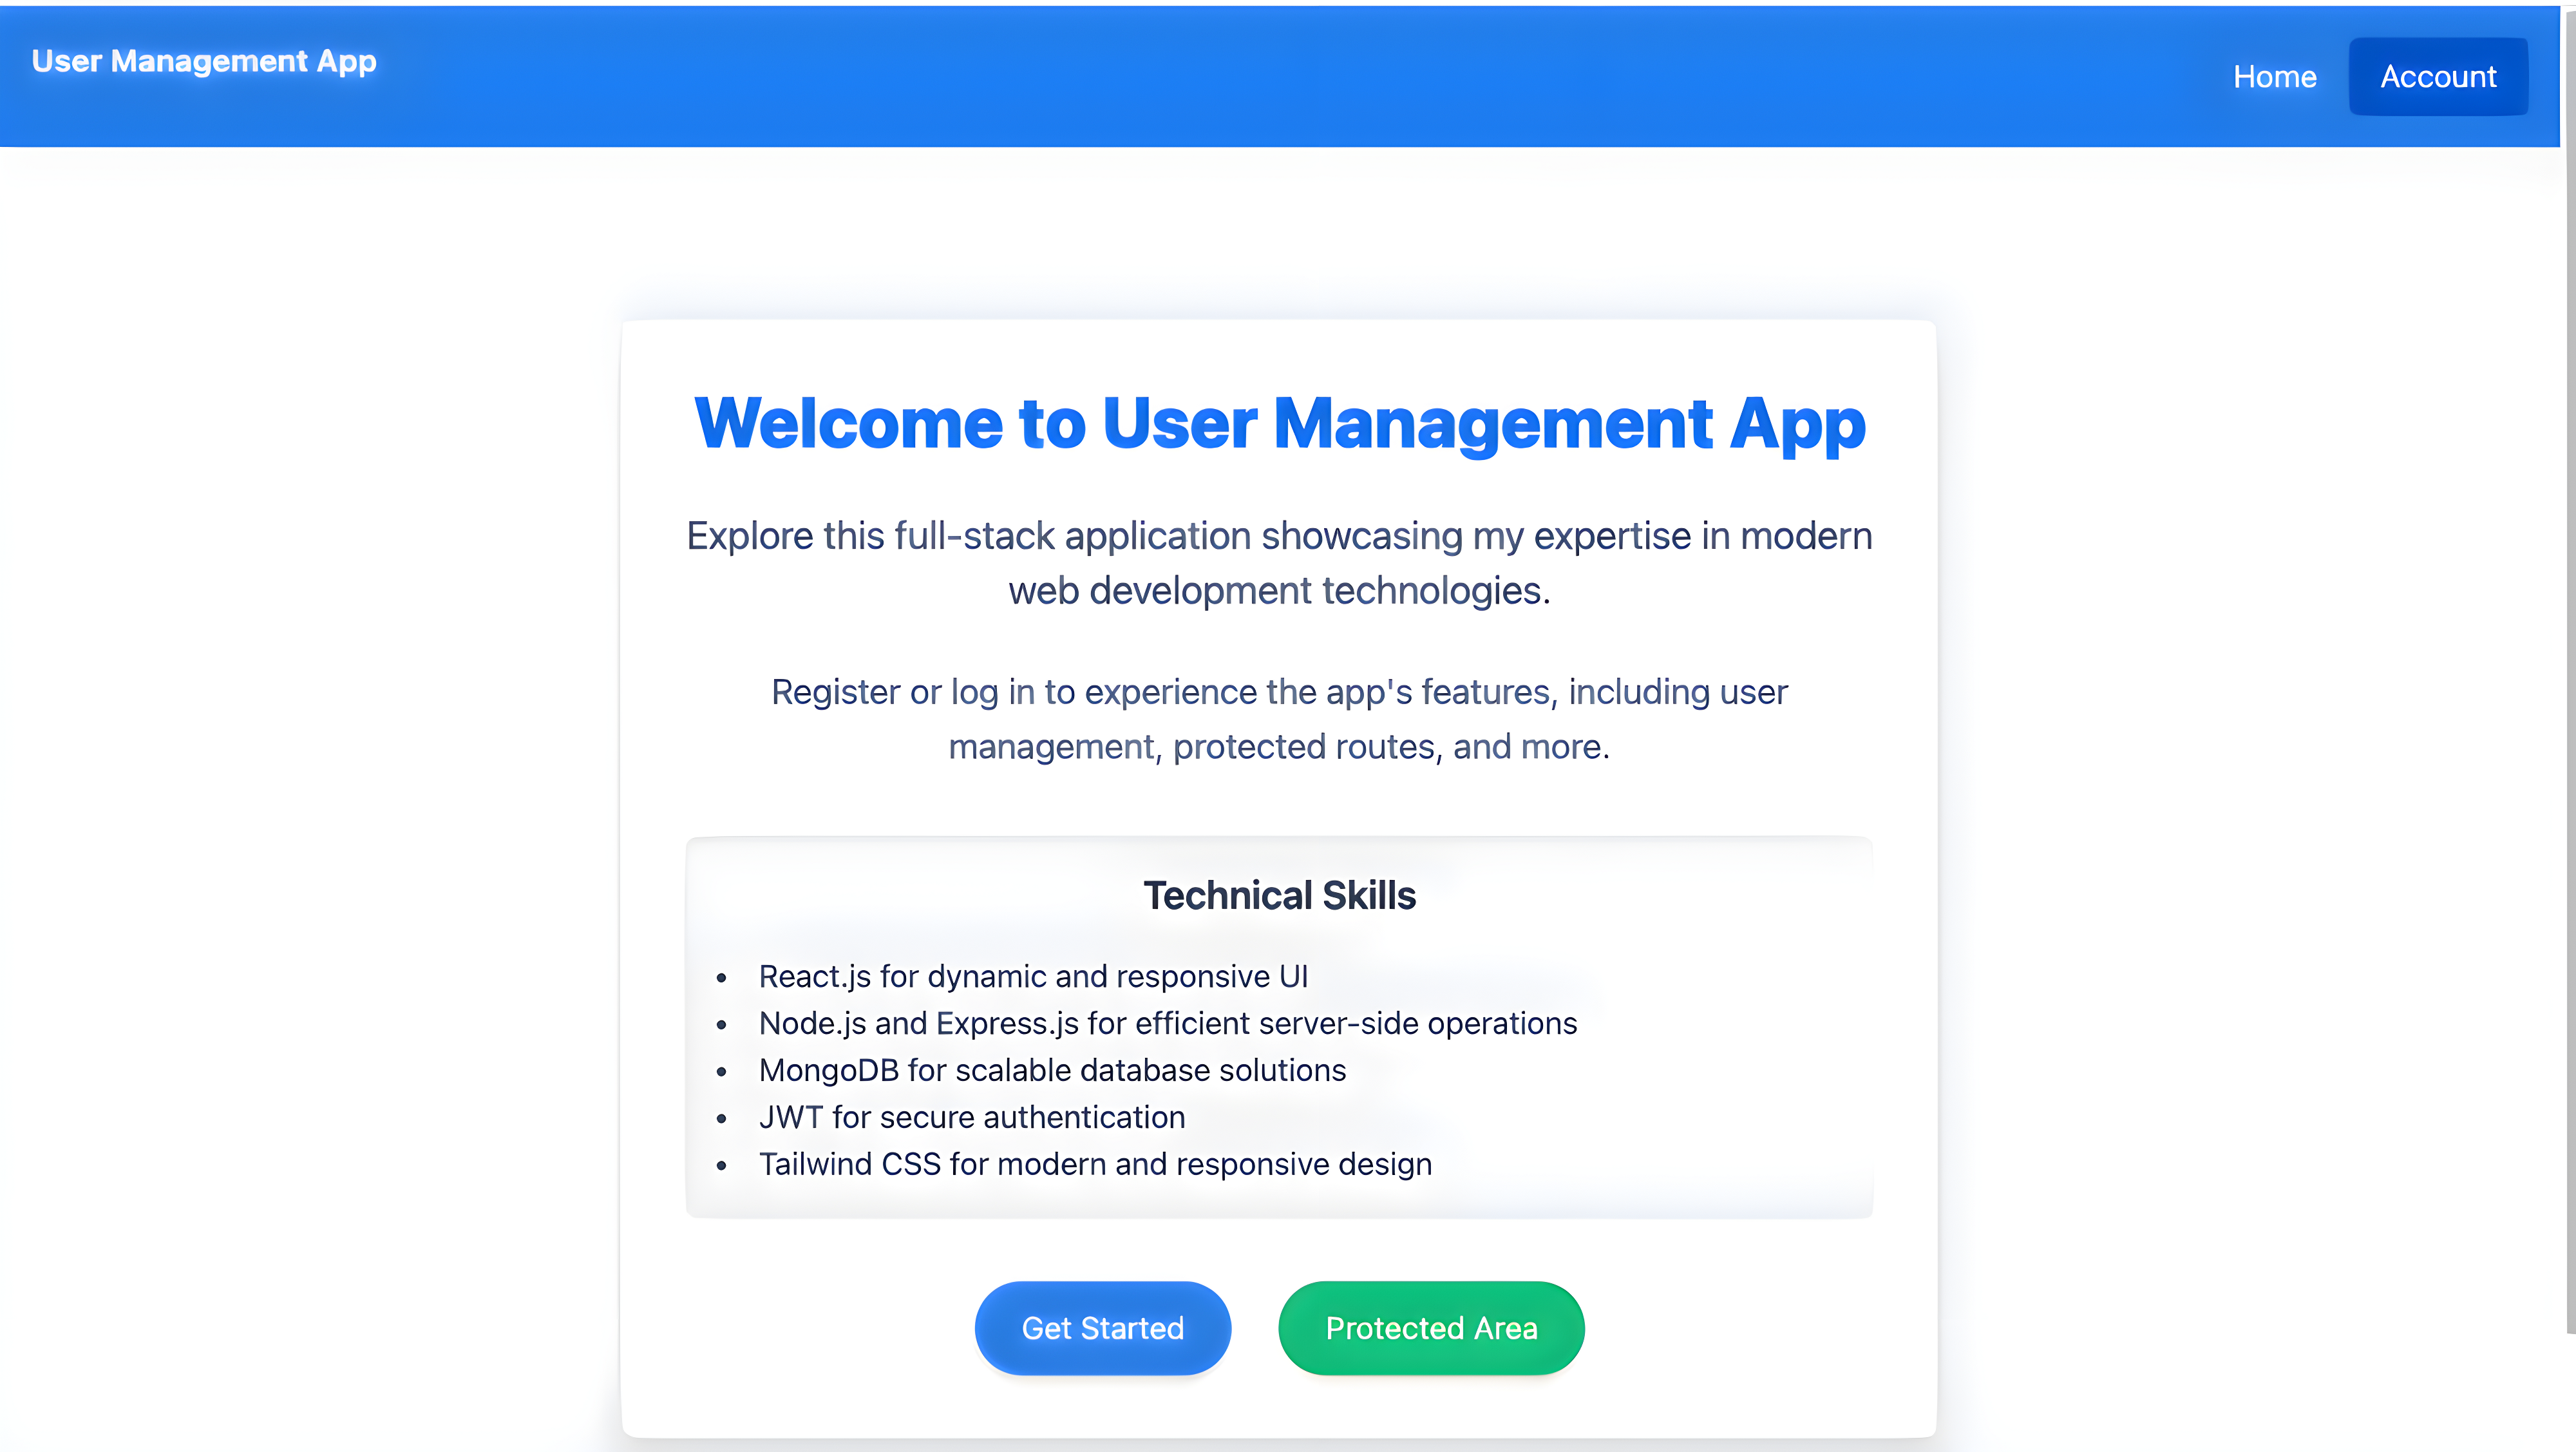 User Management App
Home
Account
Welcome to User Management App
Explore this full-stack application showcasing my expertise in modern
web development technologies.
Register or log in to experience the app's features, including user
management, protected routes, and more.
Technical Skills
• React.js for dynamic and responsive UI
• Node.js and Express.js for efficient server-side operations
• MongoDB for scalable database solutions
• JWT for secure authentication
• Tailwind CSS for modern and responsive design
Get Started
Protected Area